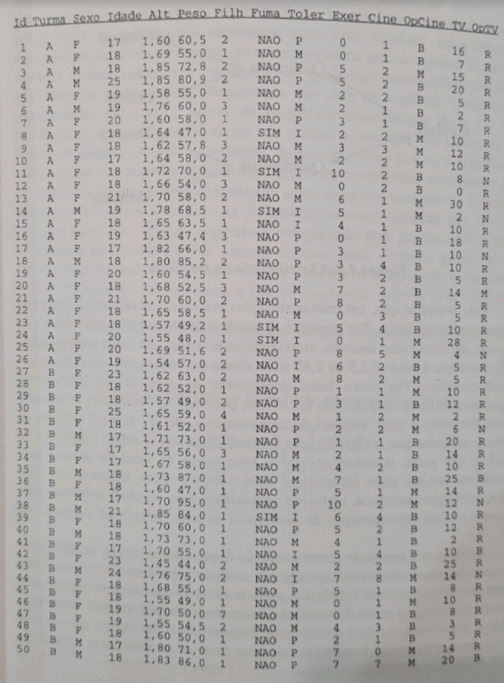 Id Turma Sexo Idade Alt Peso Filh Fuma Toler Exer Cine OpCine TV OpTV
1 A F 17 1,60 60,5 2 NAO P 0 1 B 16 R
2 A F 18 1,69 55,0 1 NAO M 0 1 B 7 R
3 A M 18 1,85 72,8 2 NAO P 5 2 M 15 R
4 A M 25 1,85 80,9 2 NAO P 5 2 B 20 R
5 A F 19 1,58 55,0 1 NAO M 2 2 B 5 R
6 A M 19 1,76 60,0 3 NAO M 2 1 B 2 R
7 A F 20 1,60 58,0 1 NAO P 3 1 B 7 R
8 A F 18 1,64 47,0 1 SIM I 2 2 M 10 R
9 A F 18 1,62 57,8 3 NAO M 3 3 M 12 R
10 A F 17 1,64 58,0 2 NAO M 2 2 M 10 R
11 A F 18 1,72 70,0 1 SIM I 10 2 B 8 N
12 A F 18 1,66 54,0 3 NAO M 0 2 B 0 R
13 A F 21 1,70 58,0 2 NAO M 6 1 M 30 R
14 A M 19 1,78 68,5 1 SIM I 5 1 M 2 N
15 A F 18 1,65 63,5 1 NAO I 4 1 B 10 R
16 A F 19 1,63 47,4 3 NAO P 0 1 B 18 R
17 A F 17 1,82 66,0 1 NAO P 3 1 B 10 N
18 A M 18 1,80 85,2 2 NAO P 3 4 B 10 R
19 A F 20 1,60 54,5 1 NAO P 3 2 B 5 R
20 A F 18 1,68 52,5 3 NAO M 7 2 B 14 M
21 A F 21 1,70 60,0 2 NAO P 8 2 B 5 R
22 A F 18 1,65 58,5 1 NAO M 0 3 B 5 R
23 A F 18 1,57 49,2 1 SIM I 5 4 B 10 R
24 A F 20 1,55 48,0 1 SIM I 0 1 M 28 R
25 A F 20 1,69 51,6 2 NAO P 8 5 M 4 N
26 A F 19 1,54 57,0 2 NAO I 6 2 B 5 R
27 B F 23 1,62 63,0 2 NAO M 8 2 M 5 R
28 B F 18 1,62 52,0 1 NAO P 1 1 M 10 R
29 B F 18 1,57 49,0 2 NAO P 3 1 B 12 R
30 B F 25 1,65 59,0 4 NAO M 1 2 M 2 R
31 B F 18 1,61 52,0 1 NAO P 2 2 M 6 N
32 B M 17 1,71 73,0 1 NAO P 1 1 B 20 R
33 B F 17 1,65 56,0 3 NAO M 2 1 B 14 R
34 B F 17 1,67 58,0 1 NAO M 4 2 B 10 R
35 B M 18 1,73 87,0 1 NAO M 7 1 B 25 B
36 B F 18 1,60 47,0 1 NAO P 5 1 M 14 R
37 B M 17 1,70 95,0 1 NAO P 10 2 M 12 N
38 B M 21 1,85 84,0 1 SIM I 6 4 B 10 R
39 B F 18 1,70 60,0 1 NAO P 5 2 B 12 R
40 B M 18 1,73 73,0 1 NAO M 4 1 B 2 R
41 B F 17 1,70 55,0 1 NAO I 5 4 B 10 B
42 B F 23 1,45 44,0 2 NAO M 2 2 B 25 R
43 B M 24 1,76 75,0 2 NAO I 7 8 M 14 N
44 B F 18 1,68 55,0 1 NAO P 5 1 B 8 R
45 B F 18 1,55 49,0 1 NAO M 0 1 M 10 R
46 B F 19 1,70 50,0 7 NAO M 0 1 B 8 R
47 B F 19 1,55 54,5 2 NAO M 4 3 B 3 R
48 B F 18 1,60 50,0 1 NAO P 2 1 B 5 R
49 B M 17 1,80 71,0 1 NAO P 7 0 M 14 R
50 B M 18 1,83 86,0 1 NAO P 7 7 M 20 B